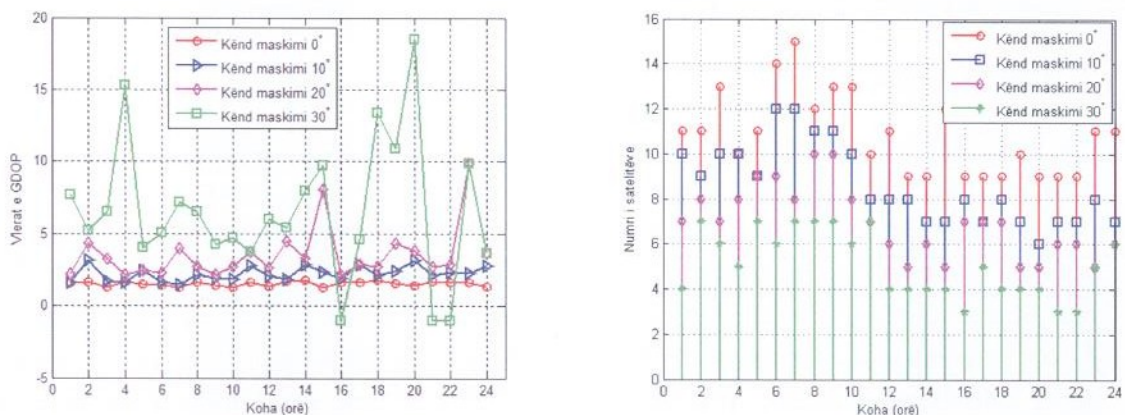 20
15
10
5
0
-5
Vlerat e GDOP
Kënd maskimi 0°
Kënd maskimi 10°
Kënd maskimi 20°
Kënd maskimi 30°
0 2 4 6 8 10 12 14 16 18 20 22 24
Koha (orë)
16
14
12
10
8
6
4
2
0
Numri i satelitëve
Kënd maskimi 0°
Kënd maskimi 10°
Kënd maskimi 20°
Kënd maskimi 30°
0 2 4 6 8 10 12 14 16 18 20 22 24
Koha (orë)